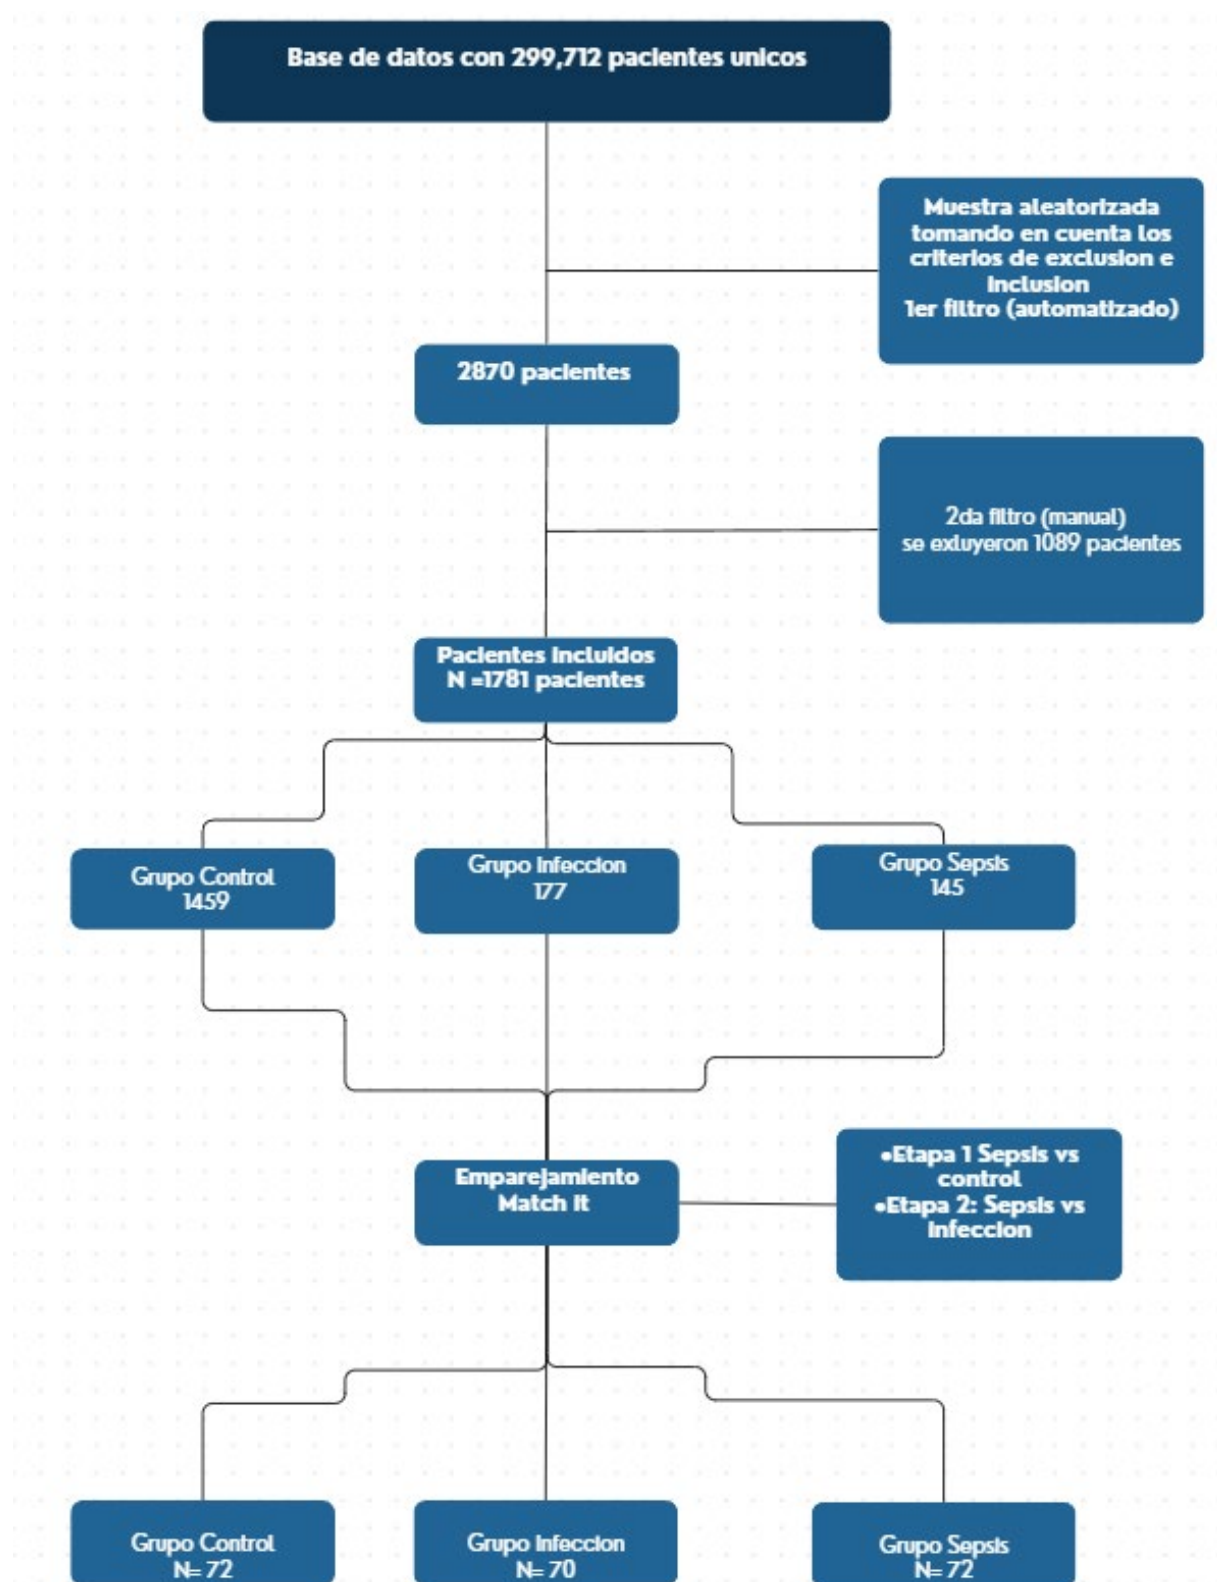 Base de datos con 299,712 pacientes unicos
Muestra aleatorizada
tomando en cuenta los
criterios de exclusion e
inclusion
1er filtro (automatizado)
2870 pacientes
2da filtro (manual)
se exluyeron 1089 pacientes
Pacientes incluidos
N =1781 pacientes
Grupo Control
1459
Grupo Infeccion
177
Grupo Sepsis
145
Emparejamiento
Match It
•Etapa 1 Sepsis vs
control
•Etapa 2: Sepsis vs
infeccion
Grupo Control
N= 72
Grupo Infeccion
N= 70
Grupo Sepsis
N= 72